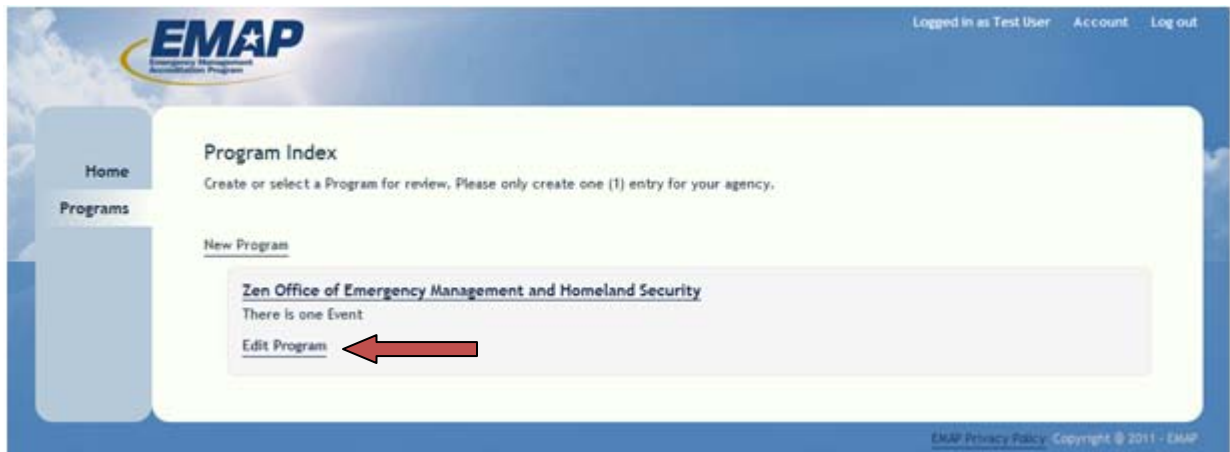 Logged in as Test User Account Log out
EMAP
Emergency Management
Accreditation Program
Home
Programs
Program Index
Create or select a Program for review. Please only create one (1) entry for your agency.
New Program
Zen Office of Emergency Management and Homeland Security
There is one Event
Edit Program
EMAP Privacy Policy Copyright © 2011 - EMAP